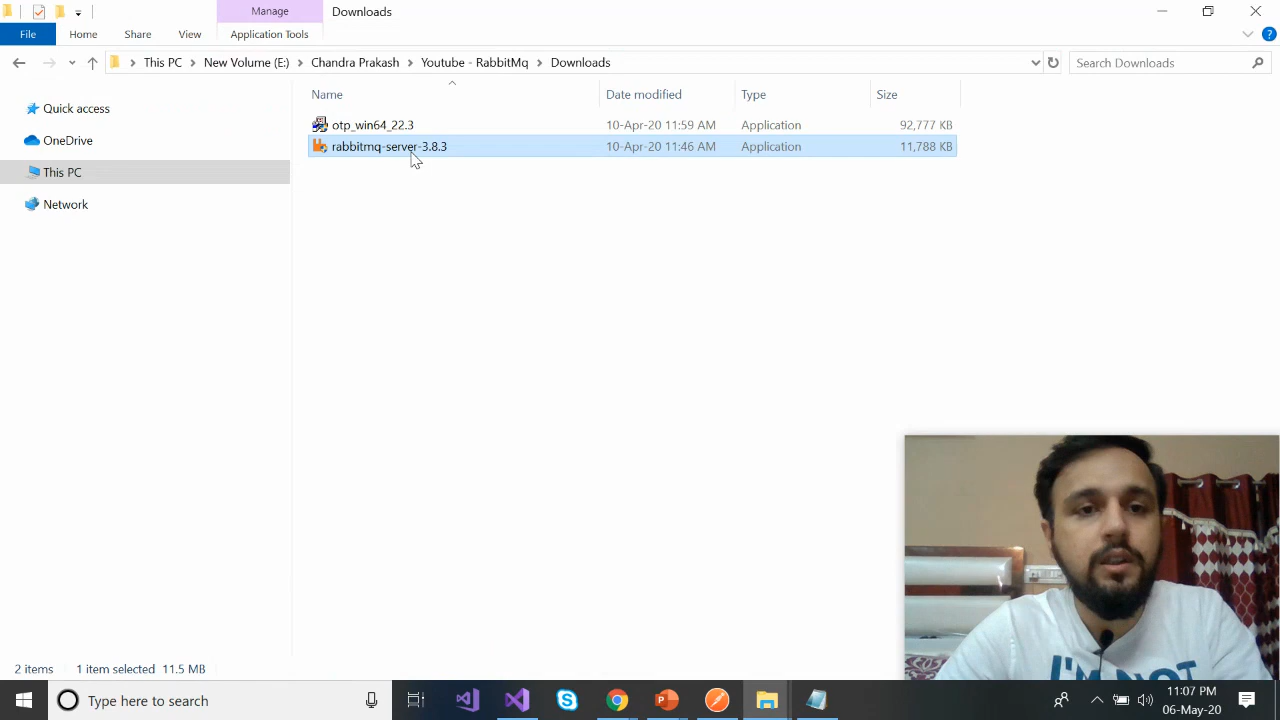 Manage
Downloads
File
Home
Share
View
Application Tools
This PC
New Volume (E:)
Chandra Prakash
Youtube - RabbitMq
Downloads
Search Downloads
Quick access
OneDrive
This PC
Network
Name
Date modified
Type
Size
otp_win64_22.3
10-Apr-20 11:59 AM
Application
92,777 KB
rabbitmq-server-3.8.3
10-Apr-20 11:46 AM
Application
11,788 KB
I'M NOT
2 items
1 item selected 11.5 MB
Type here to search
11:07 PM
06-May-20